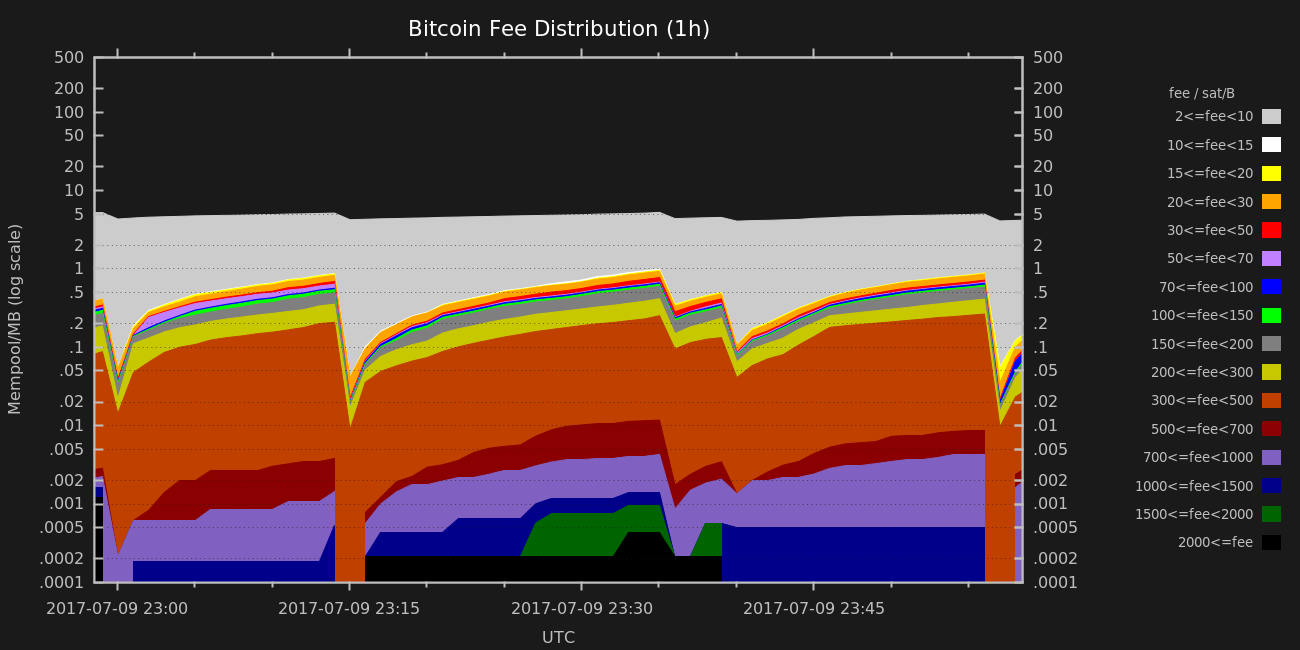 Bitcoin Fee Distribution (1h)
500 500
200 200
100 100
50 50
20 20
10 10
5 5
2 2
1 1
.5 .5
.2 .2
.1 .1
.05 .05
.02 .02
.01 .01
.005 .005
.002 .002
.001 .001
.0005 .0005
.0002 .0002
.0001 .0001
Mempool/MB (log scale)
2017-07-09 23:00 2017-07-09 23:15 2017-07-09 23:30 2017-07-09 23:45
UTC
fee / sat/B
2<=fee<10
10<=fee<15
15<=fee<20
20<=fee<30
30<=fee<50
50<=fee<70
70<=fee<100
100<=fee<150
150<=fee<200
200<=fee<300
300<=fee<500
500<=fee<700
700<=fee<1000
1000<=fee<1500
1500<=fee<2000
2000<=fee